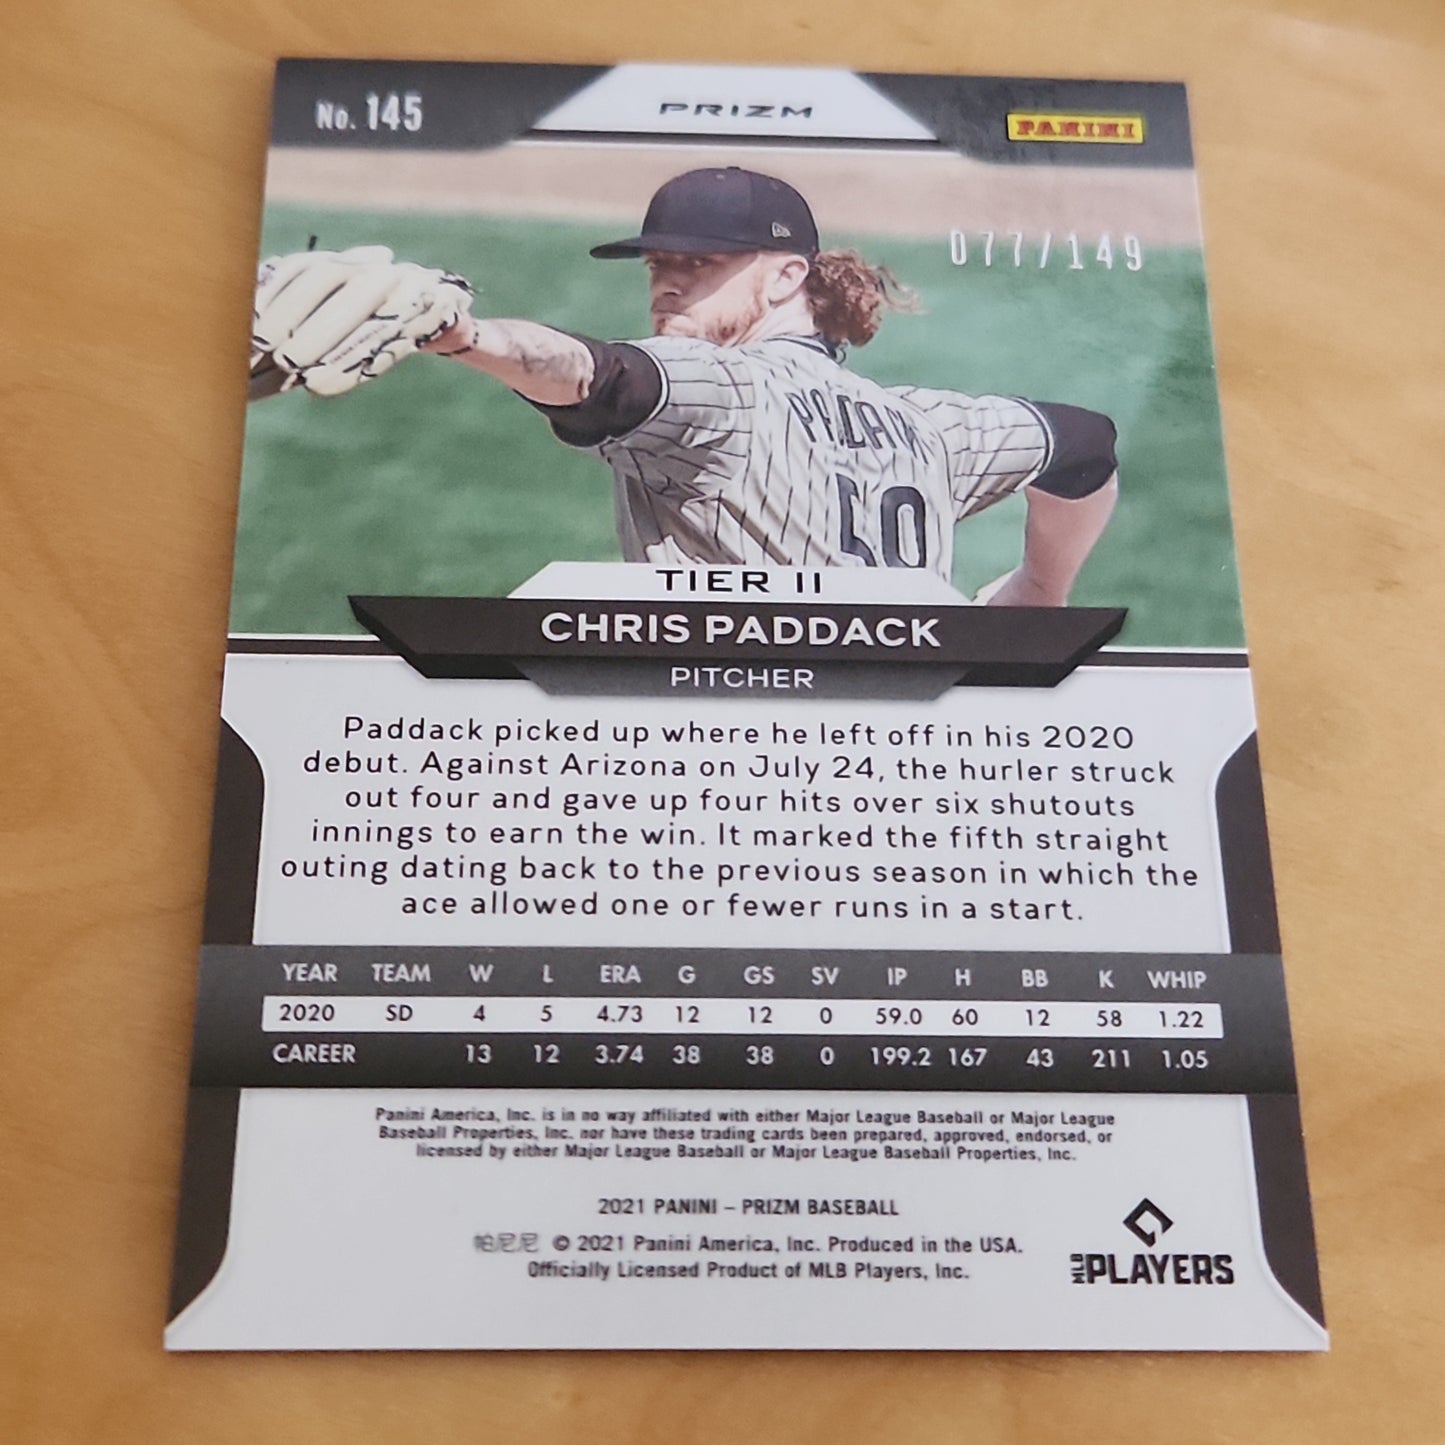 No. 145
PRIZM
PANINI
077/149
PADDACK
50
TIER II
CHRIS PADDACK
PITCHER
Paddack picked up where he left off in his 2020
debut. Against Arizona on July 24, the hurler struck
out four and gave up four hits over six shutouts
innings to earn the win. It marked the fifth straight
outing dating back to the previous season in which the
ace allowed one or fewer runs in a start.
YEAR TEAM W L ERA G GS SV IP H BB K WHIP
2020 SD 4 5 4.73 12 12 0 59.0 60 12 58 1.22
CAREER 13 12 3.74 38 38 0 199.2 167 43 211 1.05
Panini America, Inc. is in no way affiliated with either Major League Baseball or Major League
Baseball Properties, Inc. nor have these trading cards been prepared, approved, endorsed, or
licensed by either Major League Baseball or Major League Baseball Properties, Inc.
2021 PANINI – PRIZM BASEBALL
帕尼尼 © 2021 Panini America, Inc. Produced in the USA.
Officially Licensed Product of MLB Players, Inc.
MLB PLAYERS